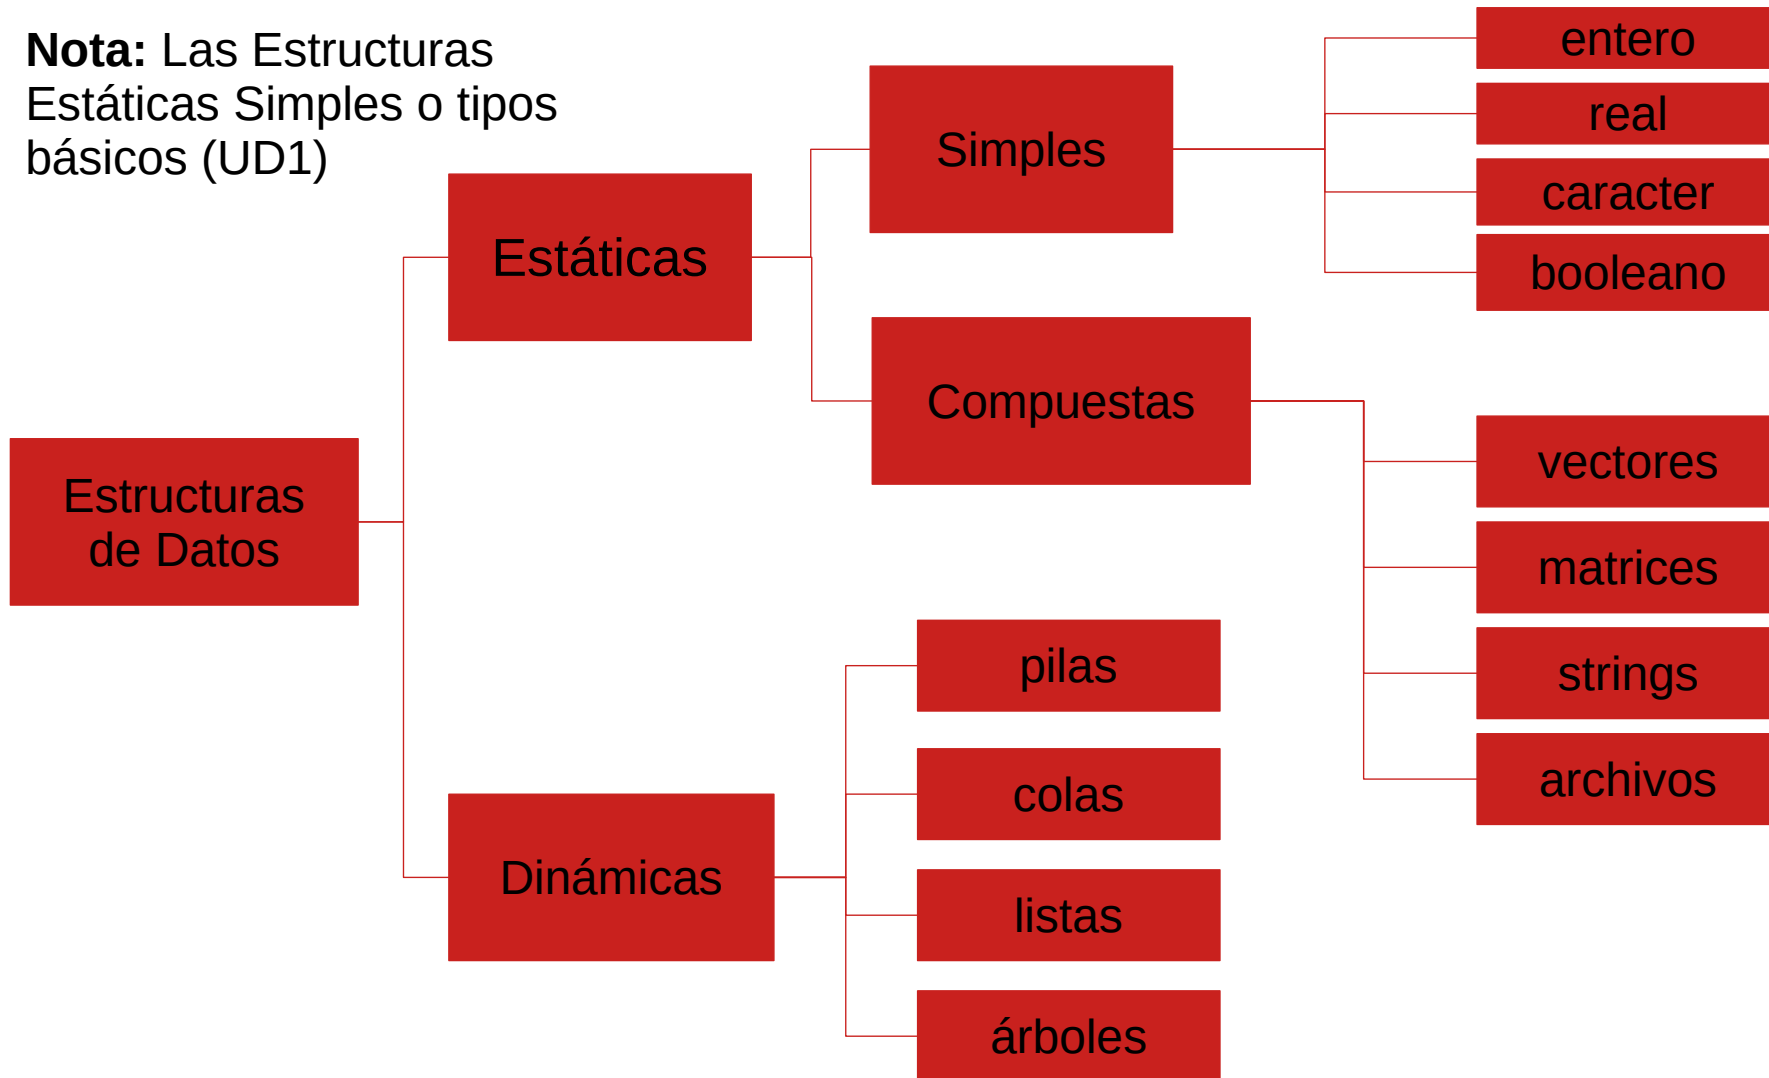 Nota: Las Estructuras
Estáticas Simples o tipos
básicos (UD1)
Estructuras
de Datos
Estáticas
Simples
entero
real
caracter
booleano
Compuestas
vectores
matrices
strings
archivos
Dinámicas
pilas
colas
listas
árboles